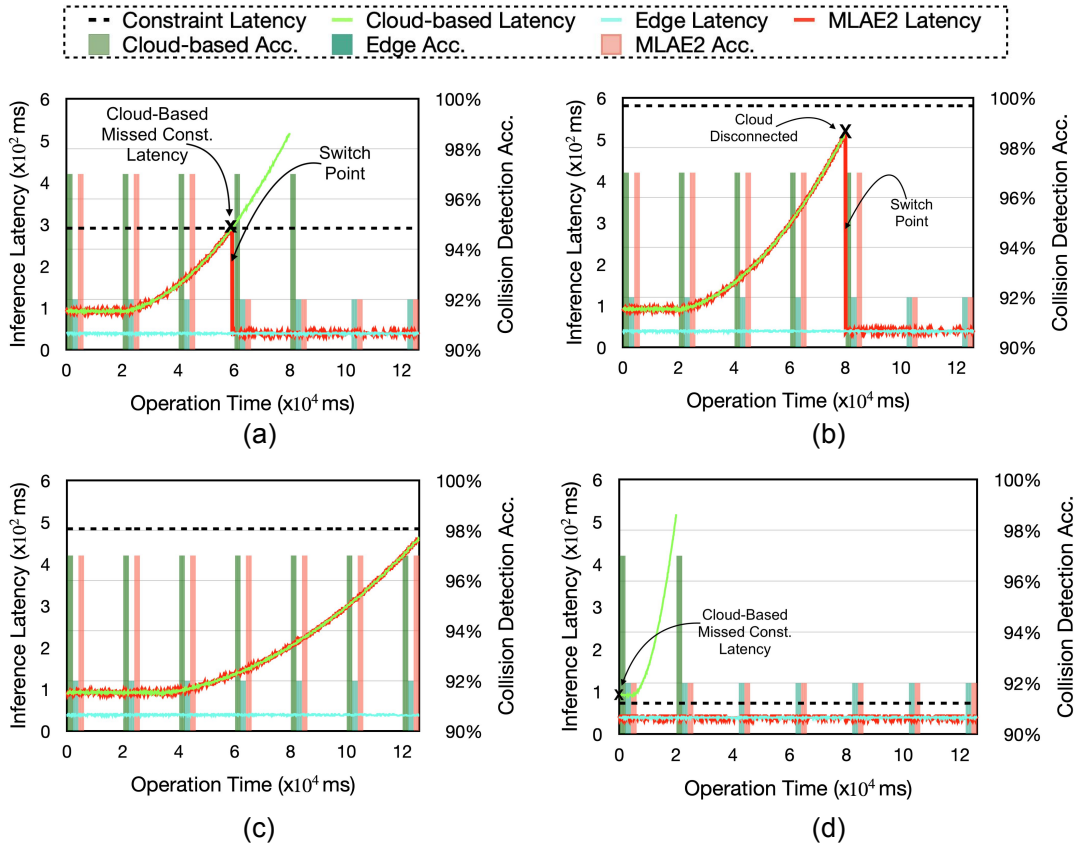 Constraint Latency Cloud-based Latency Edge Latency MLAE2 Latency
Cloud-based Acc. Edge Acc. MLAE2 Acc.
Inference Latency (x10² ms)
6
5
4
3
2
1
0
Cloud-Based
Missed Const.
Latency
Switch
Point
100%
98%
96%
94%
92%
90%
Collision Detection Acc.
0 2 4 6 8 10 12
Operation Time (x10⁴ ms)
(a)
Inference Latency (x10² ms)
6
5
4
3
2
1
0
Cloud
Disconnected
Switch
Point
100%
98%
96%
94%
92%
90%
Collision Detection Acc.
0 2 4 6 8 10 12
Operation Time (x10⁴ ms)
(b)
Inference Latency (x10² ms)
6
5
4
3
2
1
0
100%
98%
96%
94%
92%
90%
Collision Detection Acc.
0 2 4 6 8 10 12
Operation Time (x10⁴ ms)
(c)
Inference Latency (x10² ms)
6
5
4
3
2
1
0
Cloud-Based
Missed Const.
Latency
100%
98%
96%
94%
92%
90%
Collision Detection Acc.
0 2 4 6 8 10 12
Operation Time (x10⁴ ms)
(d)